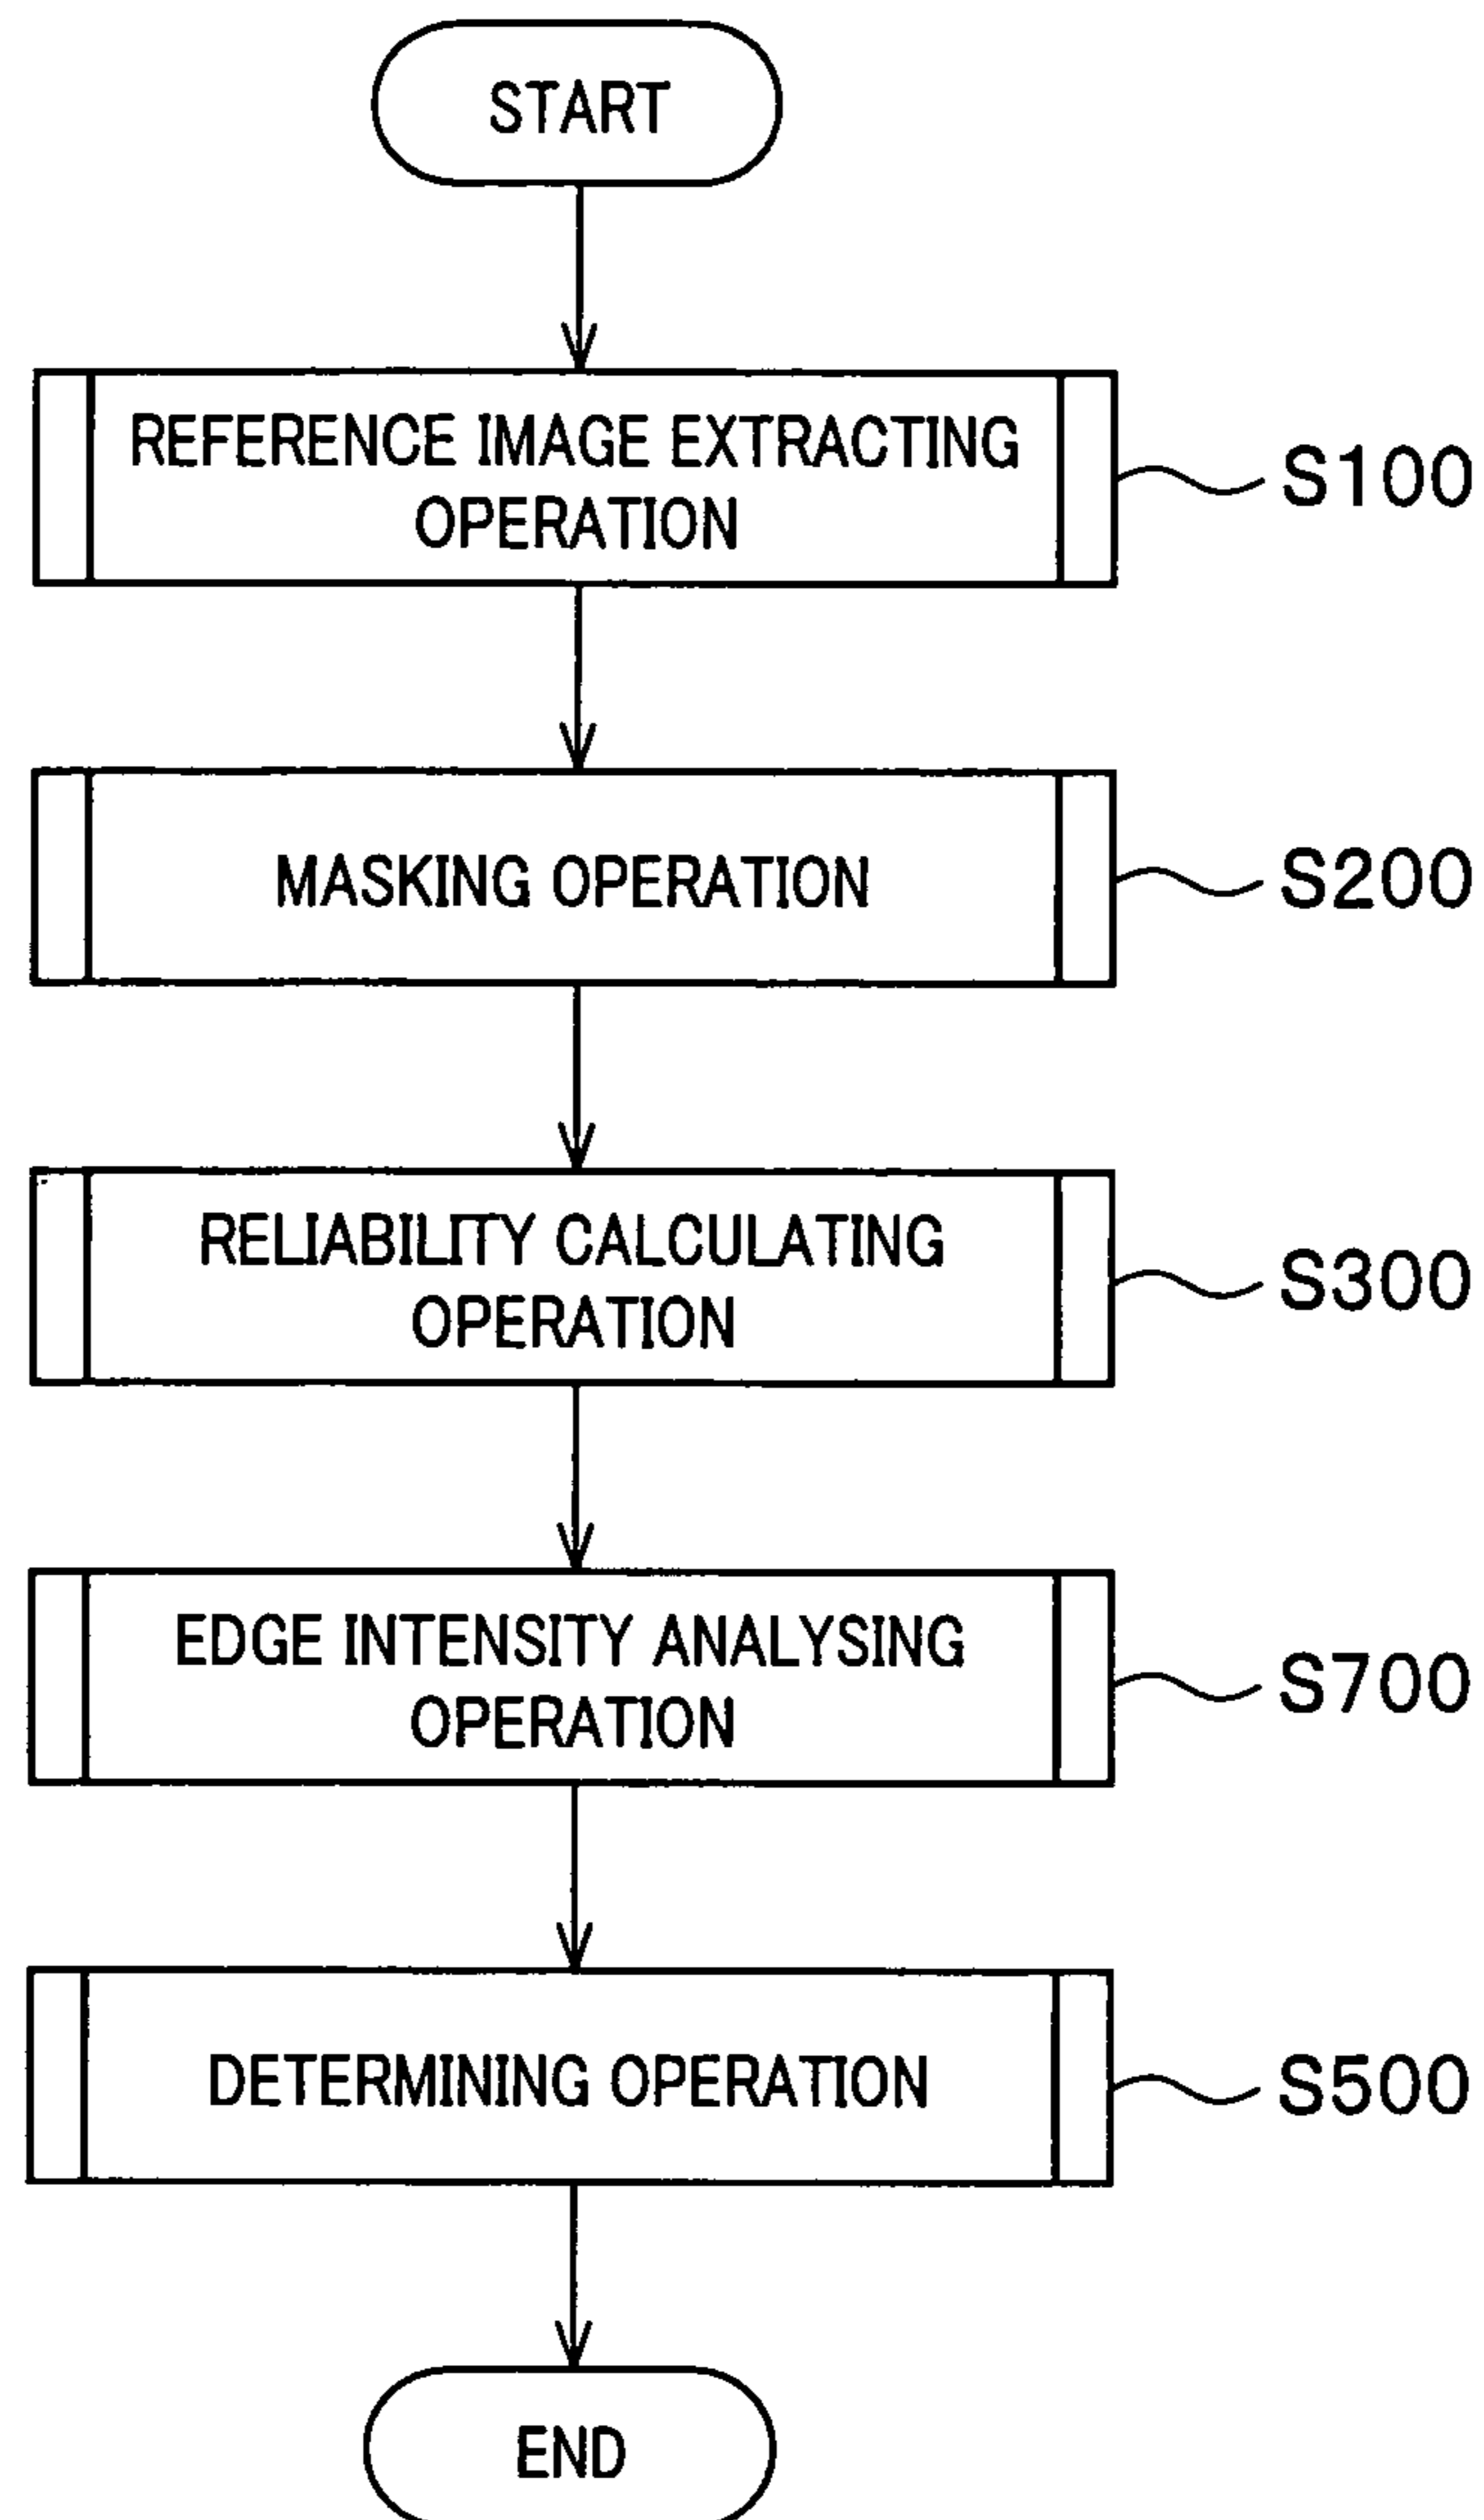 START
REFERENCE IMAGE EXTRACTING
OPERATION
S100
MASKING OPERATION
S200
RELIABILITY CALCULATING
OPERATION
S300
EDGE INTENSITY ANALYSING
OPERATION
S700
DETERMINING OPERATION
S500
END